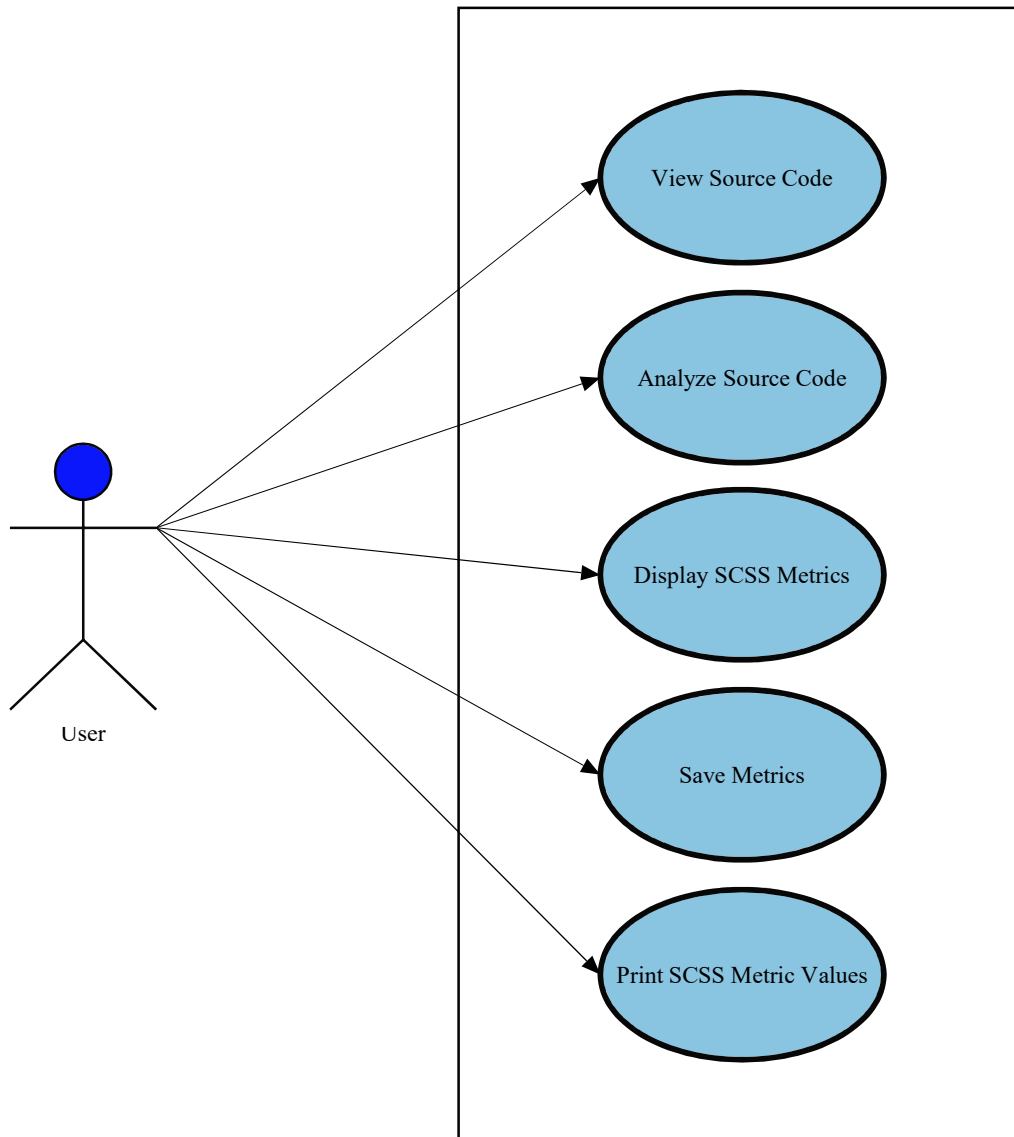 View Source Code
Analyze Source Code
Display SCSS Metrics
User
Save Metrics
Print SCSS Metric Values